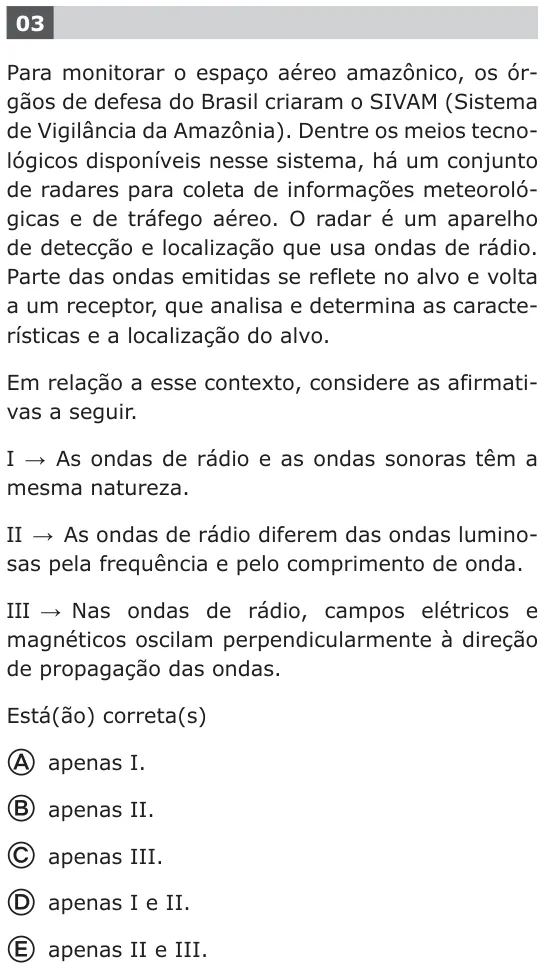 03
Para monitorar o espaço aéreo amazônico, os ór-
gãos de defesa do Brasil criaram o SIVAM (Sistema
de Vigilância da Amazônia). Dentre os meios tecno-
lógicos disponíveis nesse sistema, há um conjunto
de radares para coleta de informações meteoroló-
gicas e de tráfego aéreo. O radar é um aparelho
de detecção e localização que usa ondas de rádio.
Parte das ondas emitidas se reflete no alvo e volta
a um receptor, que analisa e determina as caracte-
rísticas e a localização do alvo.
Em relação a esse contexto, considere as afirmati-
vas a seguir.
I → As ondas de rádio e as ondas sonoras têm a
mesma natureza.
II → As ondas de rádio diferem das ondas lumino-
sas pela frequência e pelo comprimento de onda.
III → Nas ondas de rádio, campos elétricos e
magnéticos oscilam perpendicularmente à direção
de propagação das ondas.
Está(ão) correta(s)
A apenas I.
B apenas II.
C apenas III.
D apenas I e II.
E apenas II e III.